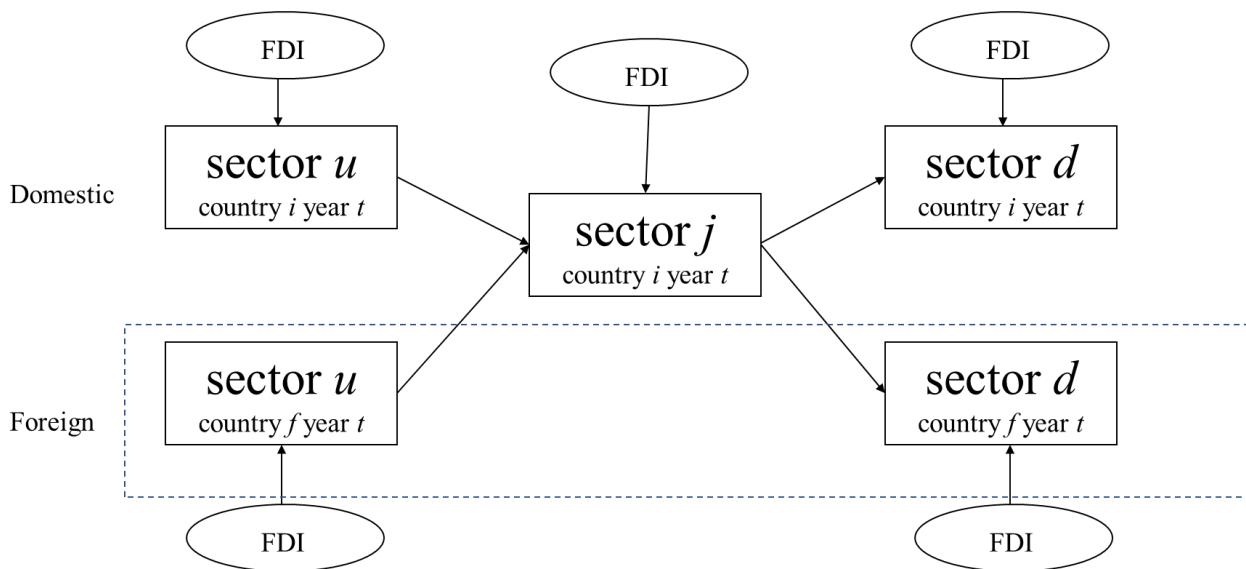 FDI
FDI
FDI
sector u
country i year t
sector d
country i year t
Domestic
sector j
country i year t
sector u
country f year t
sector d
country f year t
Foreign
FDI
FDI